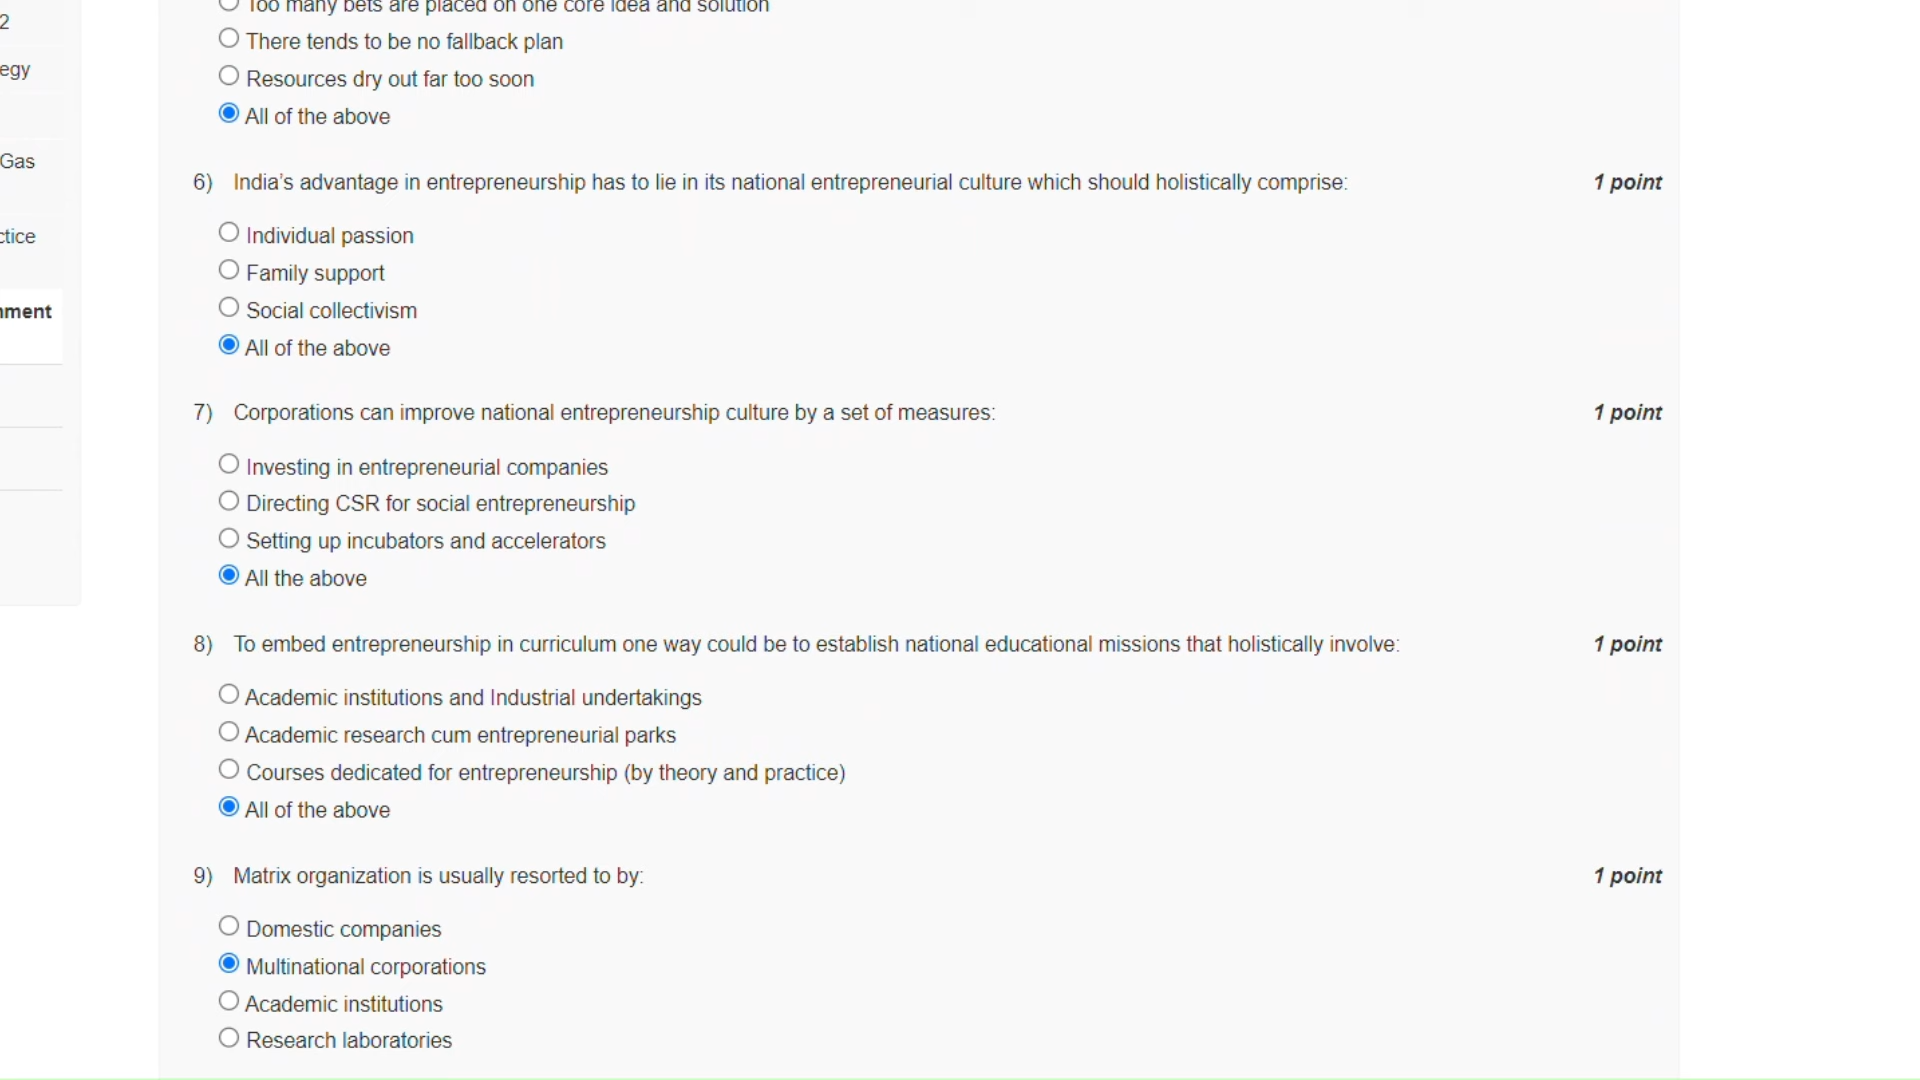 2
egy
Gas
ctice
nment
Too many bets are placed on one core idea and solution
There tends to be no fallback plan
Resources dry out far too soon
All of the above
6) India's advantage in entrepreneurship has to lie in its national entrepreneurial culture which should holistically comprise: 1 point
Individual passion
Family support
Social collectivism
All of the above
7) Corporations can improve national entrepreneurship culture by a set of measures: 1 point
Investing in entrepreneurial companies
Directing CSR for social entrepreneurship
Setting up incubators and accelerators
All the above
8) To embed entrepreneurship in curriculum one way could be to establish national educational missions that holistically involve: 1 point
Academic institutions and Industrial undertakings
Academic research cum entrepreneurial parks
Courses dedicated for entrepreneurship (by theory and practice)
All of the above
9) Matrix organization is usually resorted to by: 1 point
Domestic companies
Multinational corporations
Academic institutions
Research laboratories